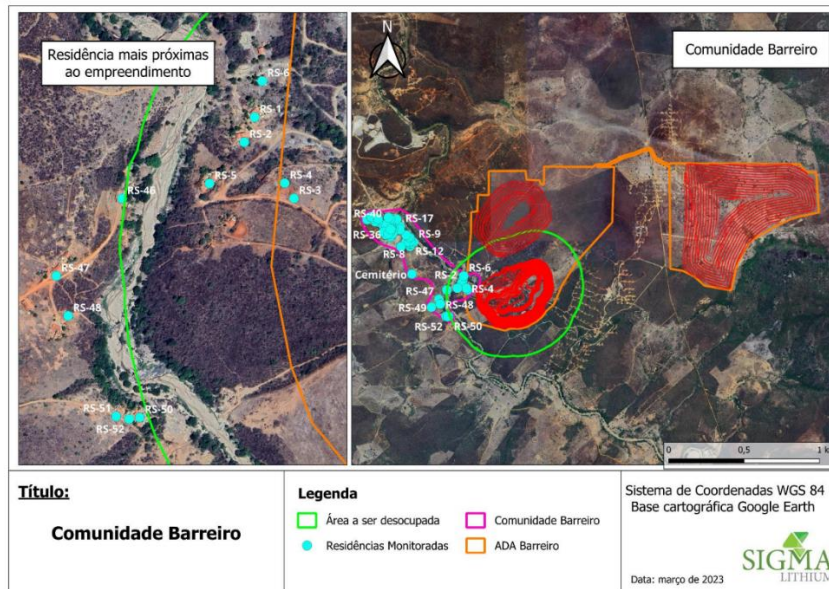 Residência mais próximas
ao empreendimento
RS-6
RS-1
RS-2
RS-5
RS-4
RS-3
RS-46
RS-47
RS-48
RS-51
RS-50
RS-52
N
Comunidade Barreiro
RS-40
RS-17
RS-36
RS-9
RS-8
RS-12
Cemitério
RS-2
RS-6
RS-47
RS-4
RS-49
RS-48
RS-52
RS-50
0
0,5
1 k
Título:
Comunidade Barreiro
Legenda
Área a ser desocupada
Comunidade Barreiro
Residências Monitoradas
ADA Barreiro
Sistema de Coordenadas WGS 84
Base cartográfica Google Earth
Data: março de 2023
SIGMA
LITHIUM